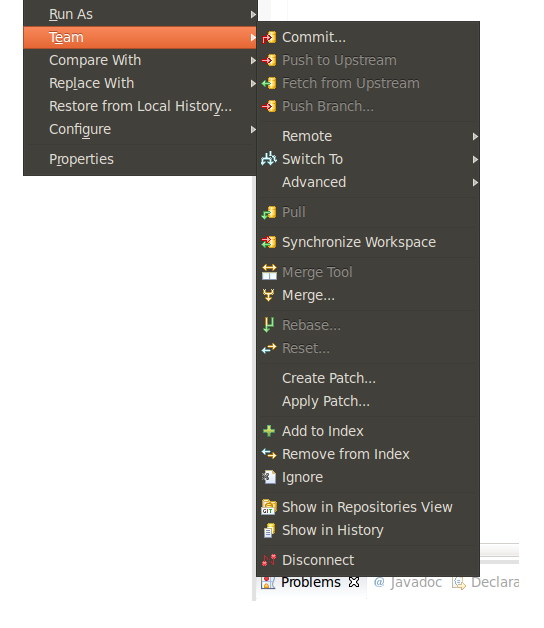 Run As
Team
Compare With
Replace With
Restore from Local History...
Configure
Properties
Commit...
Push to Upstream
Fetch from Upstream
Push Branch...
Remote
Switch To
Advanced
Pull
Synchronize Workspace
Merge Tool
Merge...
Rebase...
Reset...
Create Patch...
Apply Patch...
Add to Index
Remove from Index
Ignore
GIT Show in Repositories View
Show in History
Disconnect
Problems @ Javadoc Declara